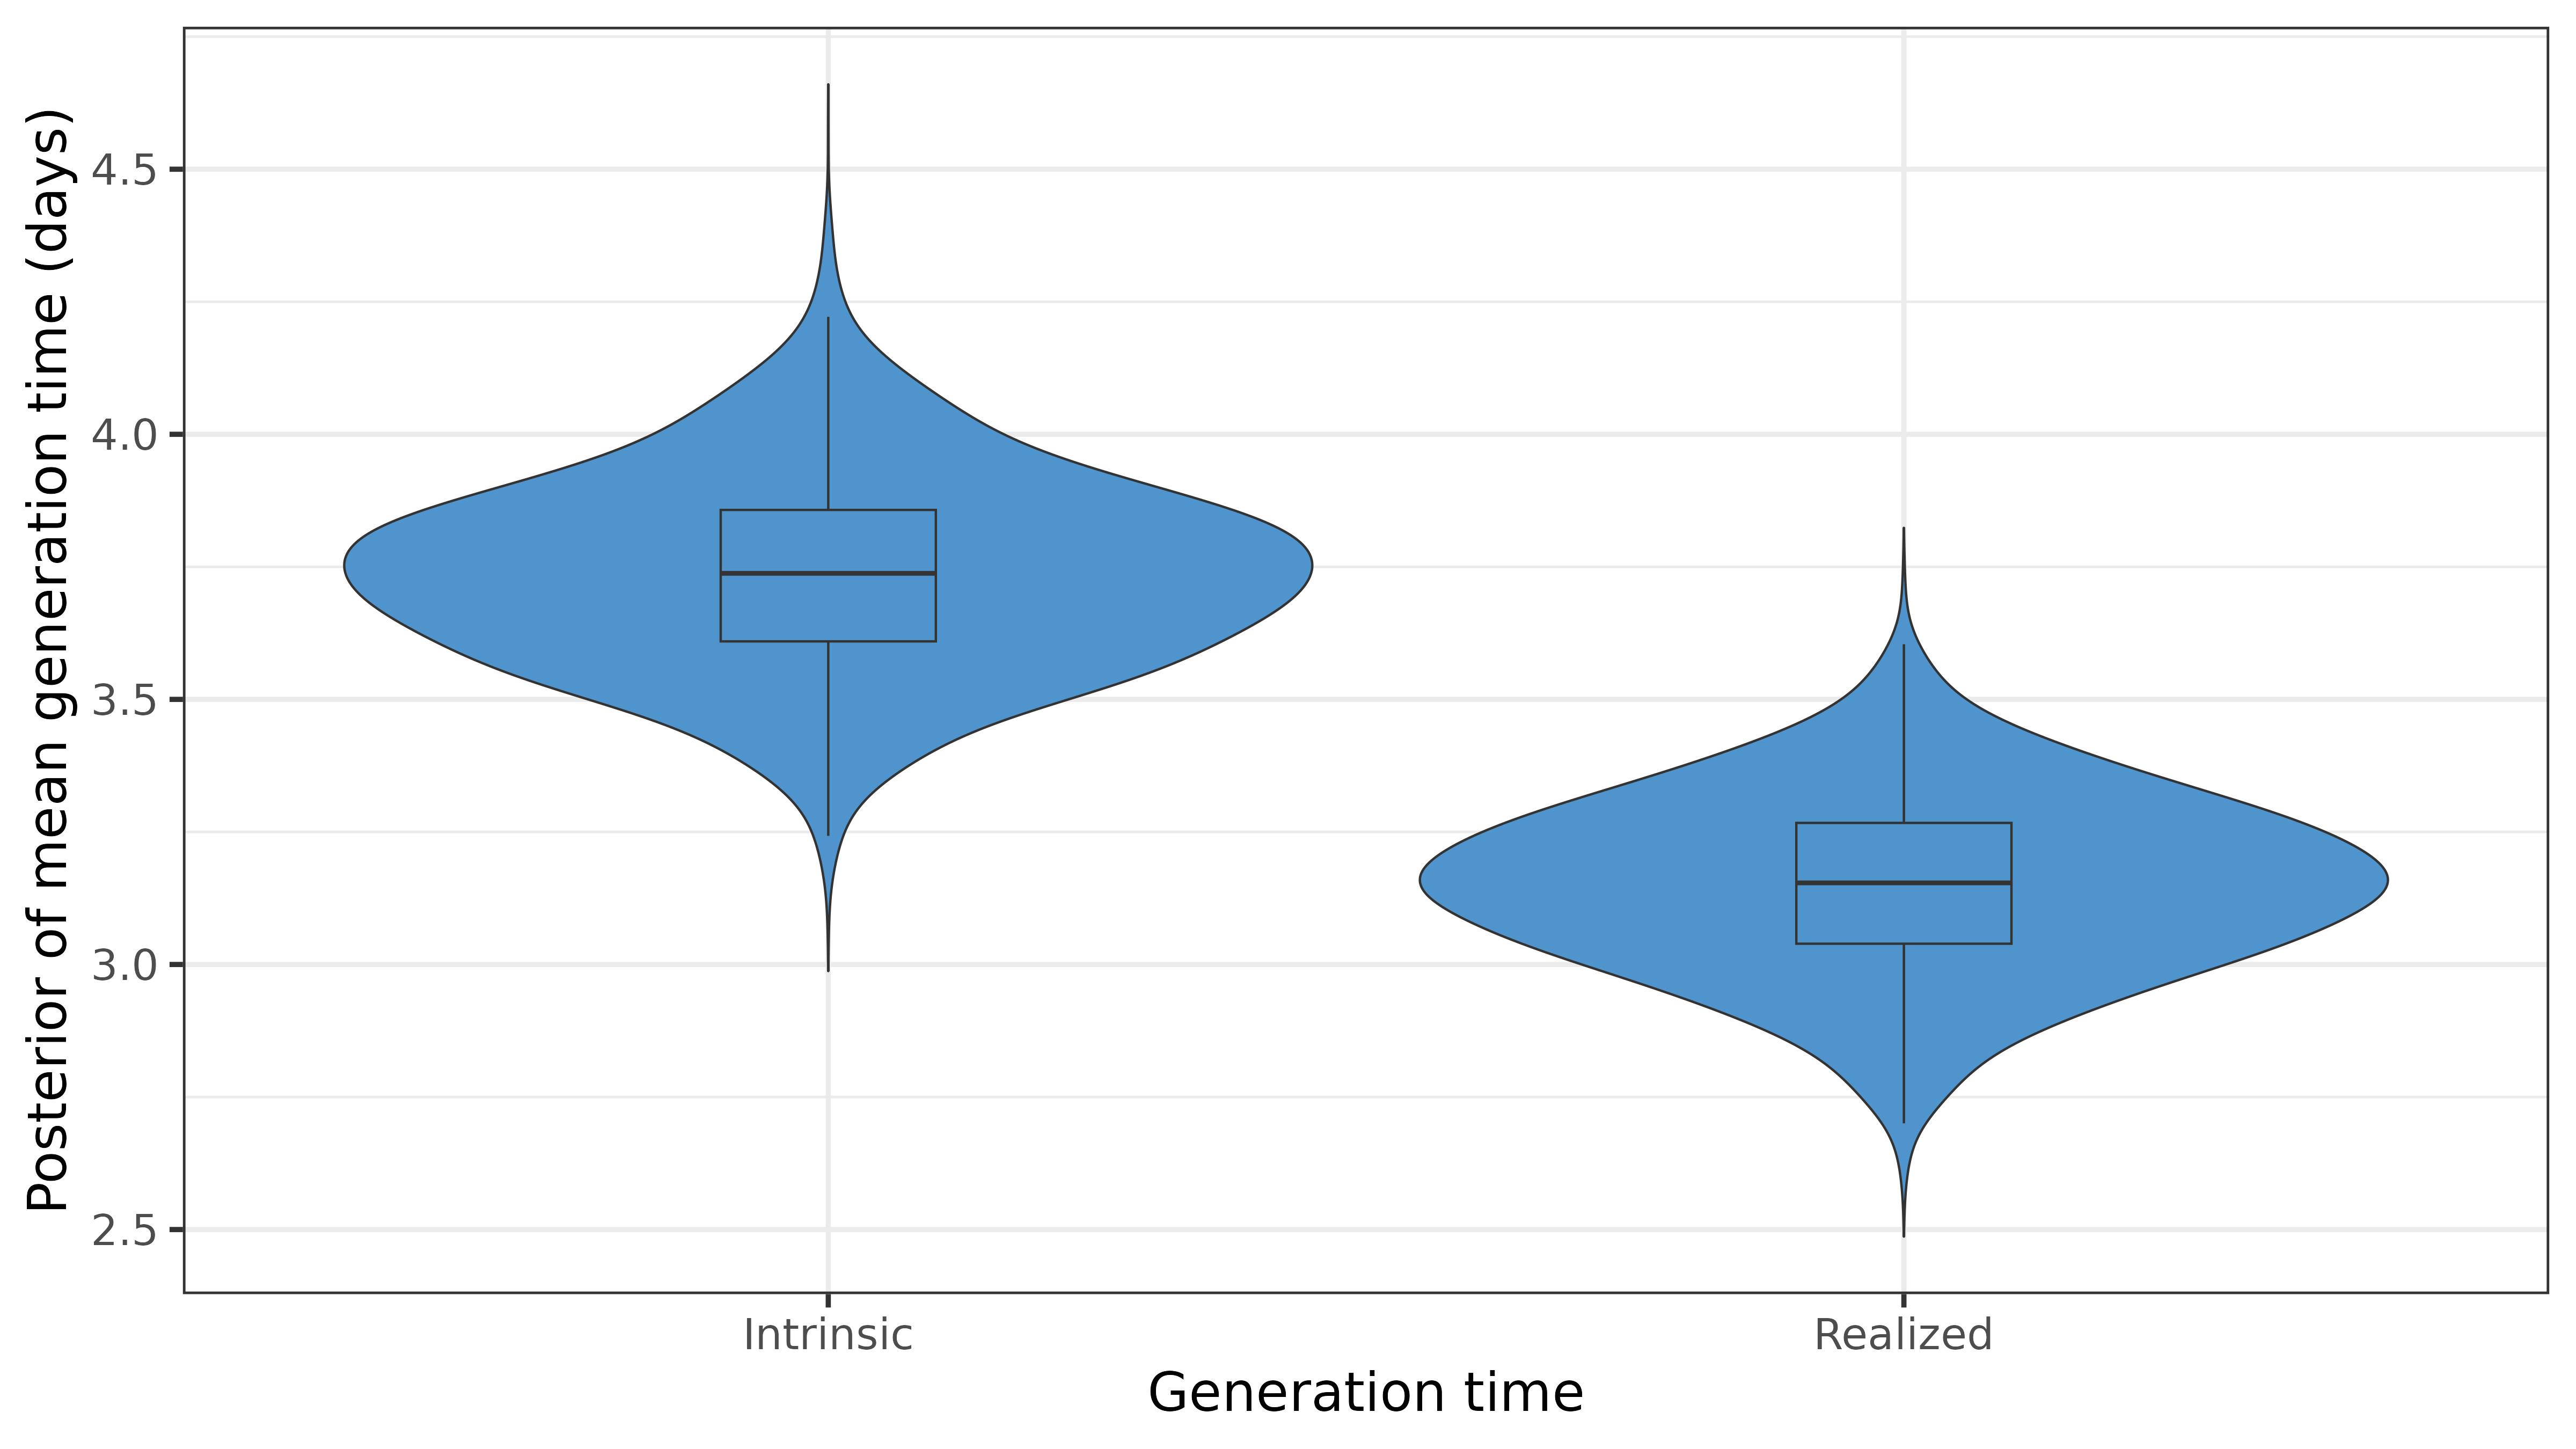 Posterior of mean generation time (days)
4.5
4.0
3.5
3.0
2.5
Intrinsic
Realized
Generation time